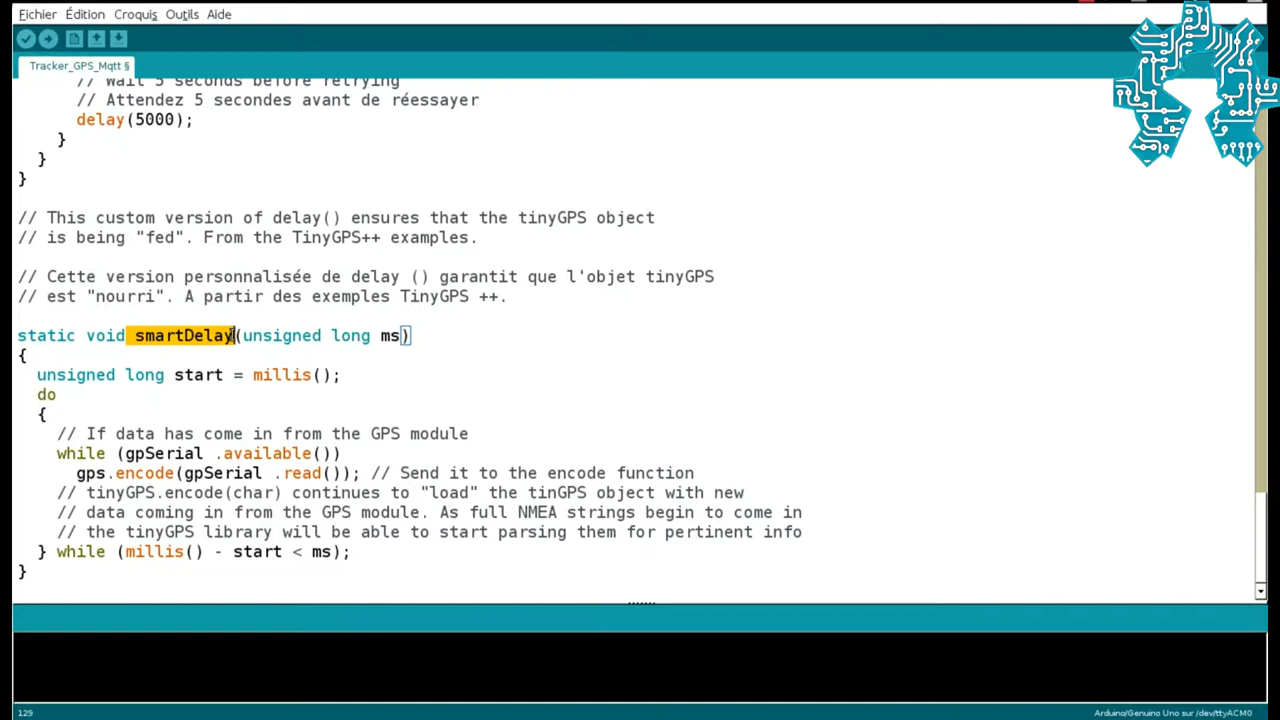 Fichier Édition Croquis Outils Aide
Tracker_GPS_Mqtt §
// Wait 5 seconds before retrying
// Attendez 5 secondes avant de réessayer
delay(5000);
}
}
}
// This custom version of delay() ensures that the tinyGPS object
// is being "fed". From the TinyGPS++ examples.
// Cette version personnalisée de delay () garantit que l'objet tinyGPS
// est "nourri". A partir des exemples TinyGPS ++.
static void smartDelay(unsigned long ms)
{
unsigned long start = millis();
do
{
// If data has come in from the GPS module
while (gpSerial .available())
gps.encode(gpSerial .read()); // Send it to the encode function
// tinyGPS.encode(char) continues to "load" the tinGPS object with new
// data coming in from the GPS module. As full NMEA strings begin to come in
// the tinyGPS library will be able to start parsing them for pertinent info
} while (millis() - start < ms);
}
129
Arduino/Genuino Uno sur /dev/ttyACM0